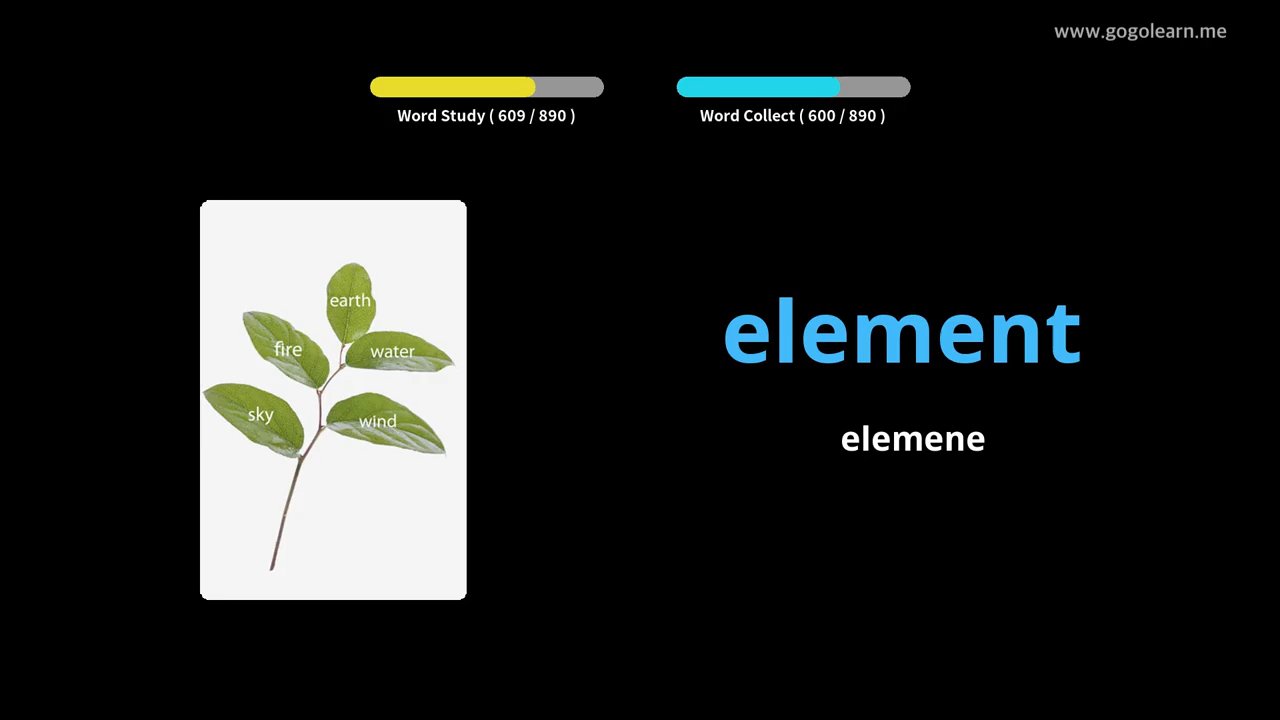 www.gogolearn.me
Word Study ( 609 / 890 )
Word Collect ( 600 / 890 )
earth
fire
water
sky
wind
element
elemene